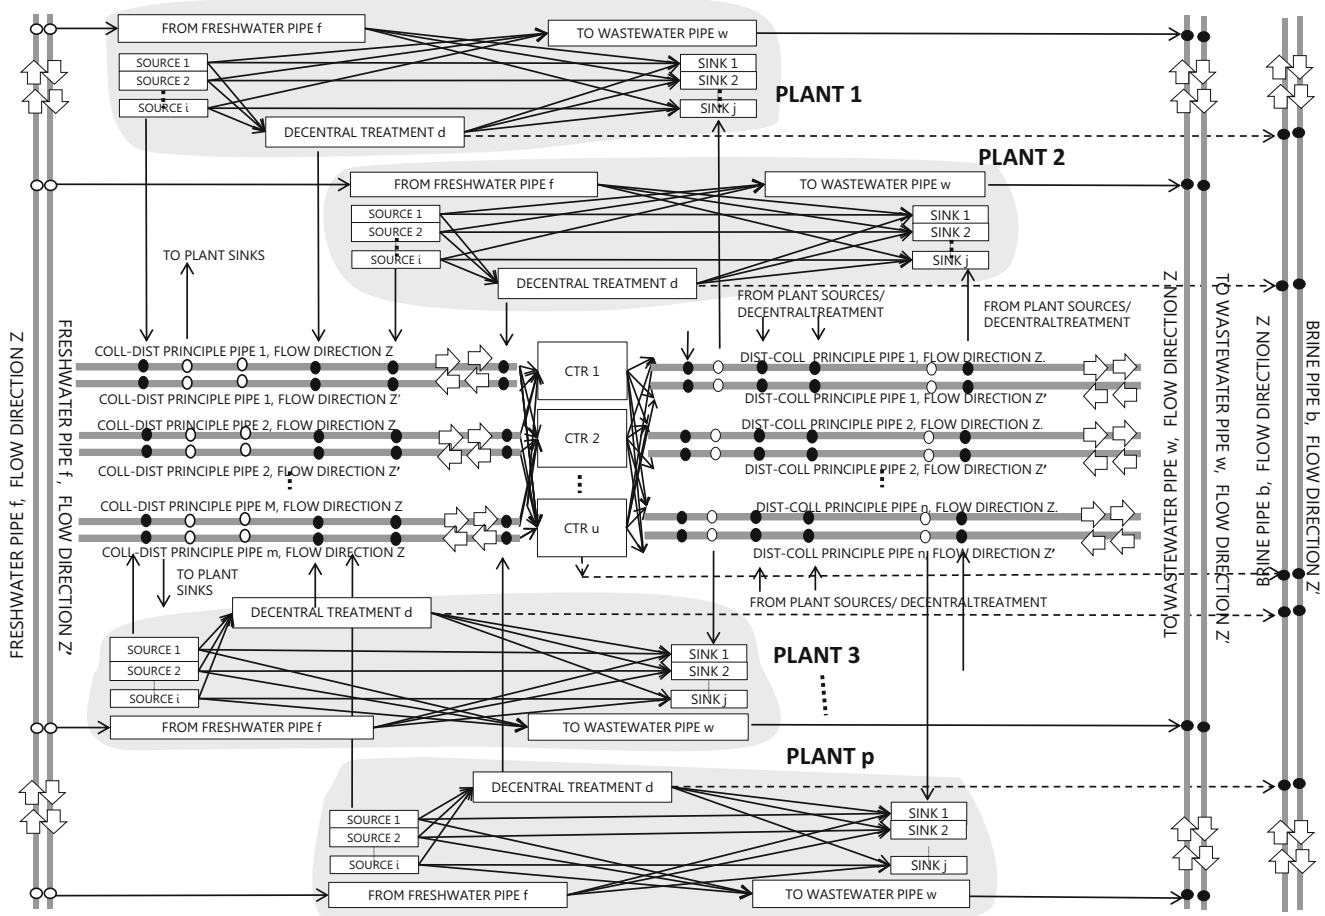 FROM FRESHWATER PIPE f
TO WASTEWATER PIPE w
SOURCE 1
SOURCE 2
SOURCE i
SINK 1
SINK 2
SINK j
PLANT 1
DECENTRAL TREATMENT d
PLANT 2
FROM FRESHWATER PIPE f
TO WASTEWATER PIPE w
SOURCE 1
SOURCE 2
SOURCE i
SINK 1
SINK 2
SINK j
DECENTRAL TREATMENT d
TO PLANT SINKS
FROM PLANT SOURCES/
DECENTRALTREATMENT
FROM PLANT SOURCES/
DECENTRALTREATMENT
COLL-DIST PRINCIPLE PIPE 1, FLOW DIRECTION Z
COLL-DIST PRINCIPLE PIPE 1, FLOW DIRECTION Z'
COLL-DIST PRINCIPLE PIPE 2, FLOW DIRECTION Z
COLL-DIST PRINCIPLE PIPE 2, FLOW DIRECTION Z'
COLL-DIST PRINCIPLE PIPE M, FLOW DIRECTION Z
COLL-DIST PRINCIPLE PIPE m, FLOW DIRECTION Z
CTR 1
CTR 2
CTR u
DIST-COLL PRINCIPLE PIPE 1, FLOW DIRECTION Z.
DIST-COLL PRINCIPLE PIPE 1, FLOW DIRECTION Z'
DIST-COLL PRINCIPLE PIPE 2, FLOW DIRECTION Z.
DIST-COLL PRINCIPLE PIPE 2, FLOW DIRECTION Z'
DIST-COLL PRINCIPLE PIPE n, FLOW DIRECTION Z.
DIST-COLL PRINCIPLE PIPE n, FLOW DIRECTION Z'
FRESHWATER PIPE f, FLOW DIRECTION Z
FRESHWATER PIPE f, FLOW DIRECTION Z'
TO WASTEWATER PIPE w, FLOW DIRECTION Z
TO WASTEWATER PIPE w, FLOW DIRECTION Z'
BRINE PIPE b, FLOW DIRECTION Z
BRINE PIPE b, FLOW DIRECTION Z'
TO PLANT
SINKS
FROM PLANT SOURCES/ DECENTRALTREATMENT
DECENTRAL TREATMENT d
SOURCE 1
SOURCE 2
SOURCE i
SINK 1
SINK 2
SINK j
PLANT 3
FROM FRESHWATER PIPE f
TO WASTEWATER PIPE w
PLANT p
DECENTRAL TREATMENT d
SOURCE 1
SOURCE 2
SOURCE i
SINK 1
SINK 2
SINK j
FROM FRESHWATER PIPE f
TO WASTEWATER PIPE w